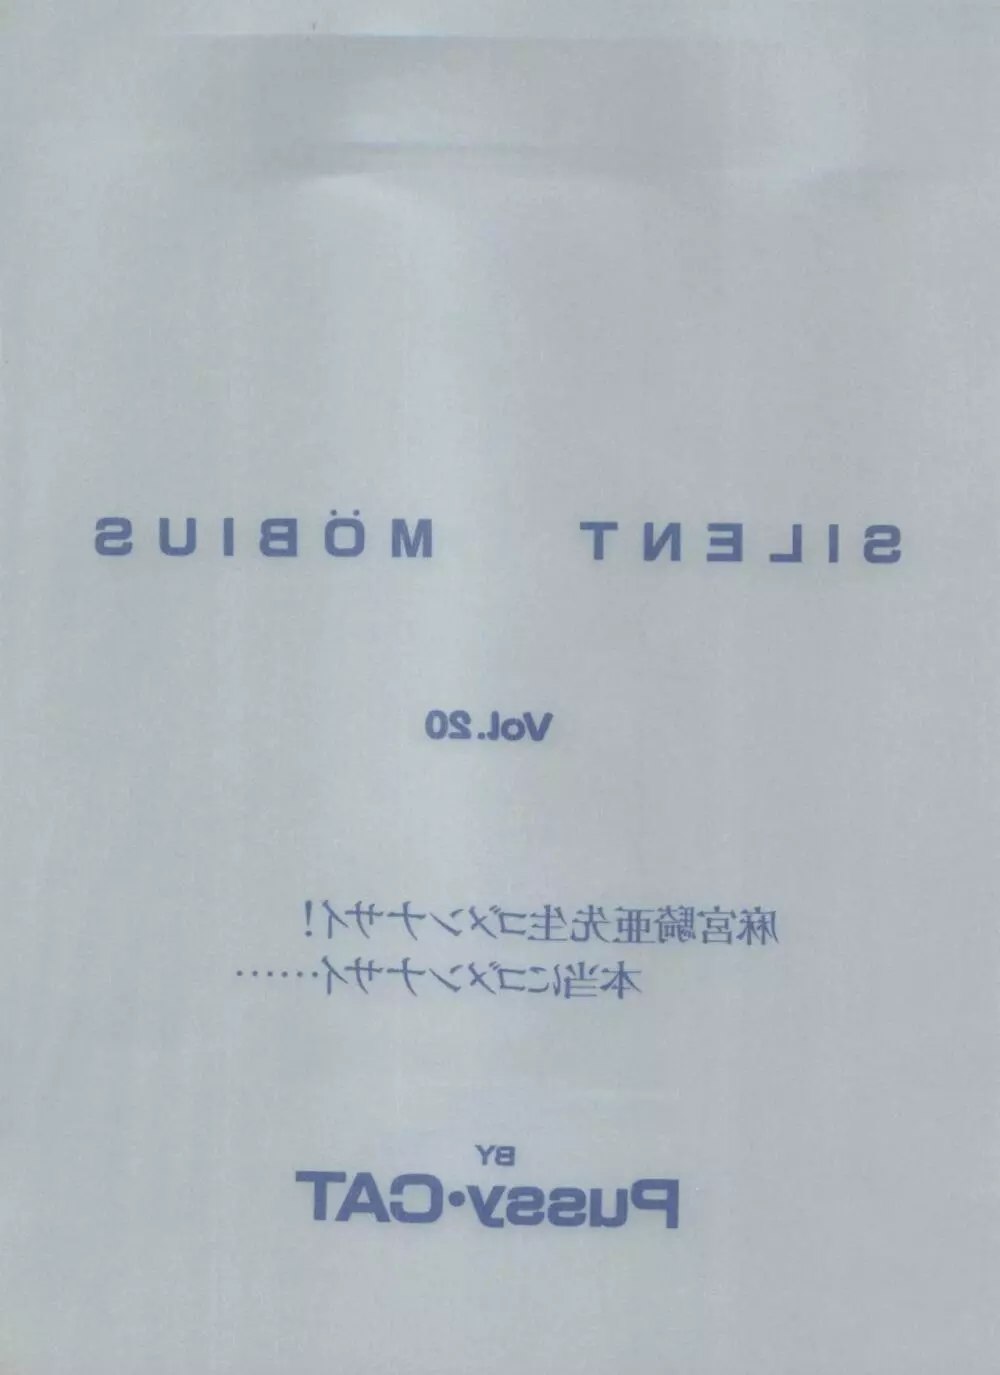 SILENT MÖBIUS
Vol.20
麻宮騎亜先生ゴメンナサイ!
本当にゴメンナサイ……
BY
Pussy・CAT